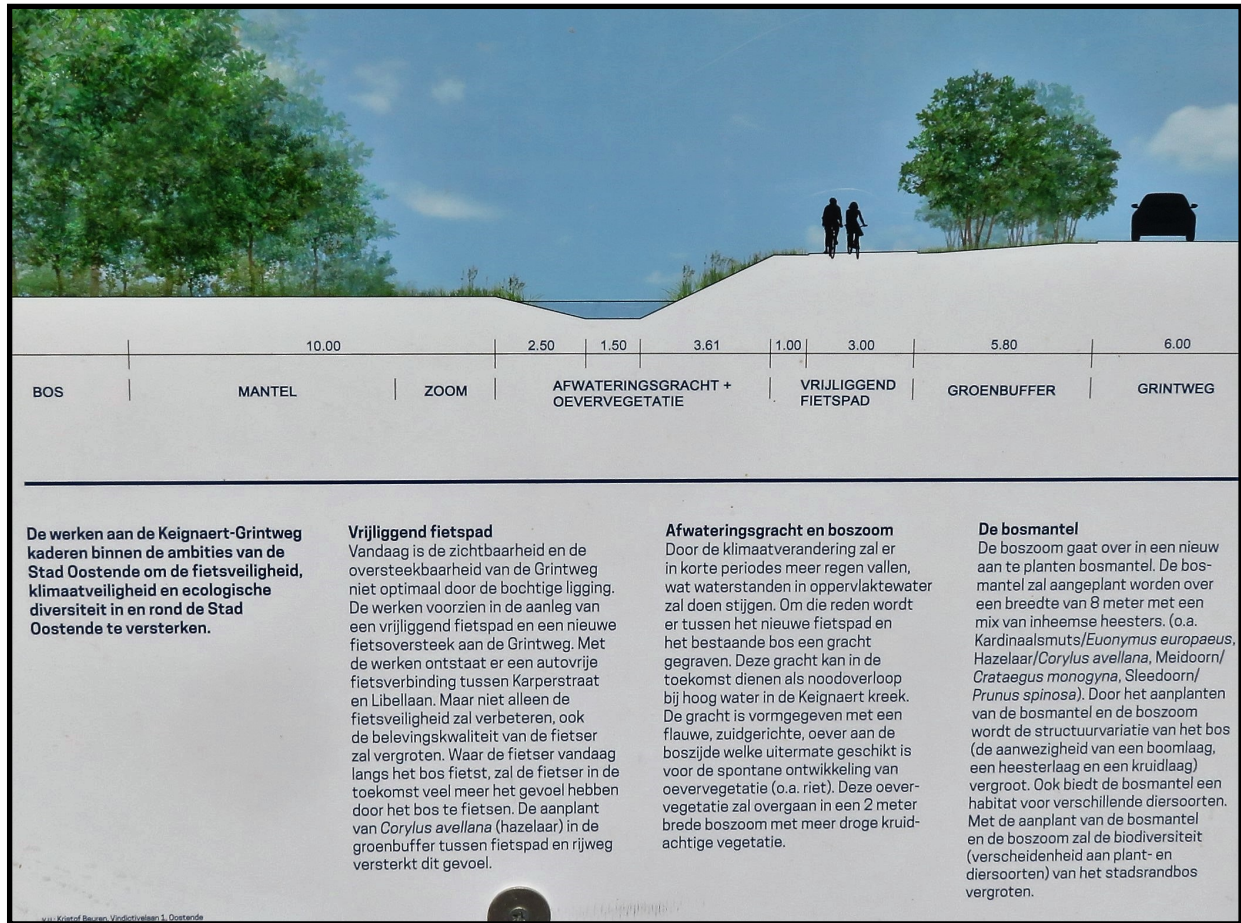 10.00 2.50 1.50 3.61 1.00 3.00 5.80 6.00
BOS MANTEL ZOOM AFWATERINGSGRACHT + VRIJLIGGEND GROENBUFFER GRINTWEG
OEVERVEGETATIE FIETSPAD
De werken aan de Keignaert-Grintweg
kaderen binnen de ambities van de
Stad Oostende om de fietsveiligheid,
klimaatveiligheid en ecologische
diversiteit in en rond de Stad
Oostende te versterken.
Vrijliggend fietspad
Vandaag is de zichtbaarheid en de
oversteekbaarheid van de Grintweg
niet optimaal door de bochtige ligging.
De werken voorzien in de aanleg van
een vrijliggend fietspad en een nieuwe
fietsoversteek aan de Grintweg. Met
de werken ontstaat er een autovrije
fietsverbinding tussen Karperstraat
en Libellaan. Maar niet alleen de
fietsveiligheid zal verbeteren, ook
de belevingskwaliteit van de fietser
zal vergroten. Waar de fietser vandaag
langs het bos fietst, zal de fietser in de
toekomst veel meer het gevoel hebben
door het bos te fietsen. De aanplant
van Corylus avellana (hazelaar) in de
groenbuffer tussen fietspad en rijweg
versterkt dit gevoel.
Afwateringsgracht en boszoom
Door de klimaatverandering zal er
in korte periodes meer regen vallen,
wat waterstanden in oppervlaktewater
zal doen stijgen. Om die reden wordt
er tussen het nieuwe fietspad en
het bestaande bos een gracht
gegraven. Deze gracht kan in de
toekomst dienen als noodoverloop
bij hoog water in de Keignaert kreek.
De gracht is vormgegeven met een
flauwe, zuidgerichte, oever aan de
boszijde welke uitermate geschikt is
voor de spontane ontwikkeling van
oevervegetatie (o.a. riet). Deze oever-
vegetatie zal overgaan in een 2 meter
brede boszoom met meer droge kruid-
achtige vegetatie.
De bosmantel
De boszoom gaat over in een nieuw
aan te planten bosmantel. De bos-
mantel zal aangeplant worden over
een breedte van 8 meter met een
mix van inheemse heesters. (o.a.
Kardinaalsmuts/Euonymus europaeus,
Hazelaar/Corylus avellana, Meidoorn/
Crataegus monogyna, Sleedoorn/
Prunus spinosa). Door het aanplanten
van de bosmantel en de boszoom
wordt de structuurvariatie van het bos
(de aanwezigheid van een boomlaag,
een heesterlaag en een kruidlaag)
vergroot. Ook biedt de bosmantel een
habitat voor verschillende diersoorten.
Met de aanplant van de bosmantel
en de boszoom zal de biodiversiteit
(verscheidenheid aan plant- en
diersoorten) van het stadsrandbos
vergroten.
v.u.: Kristof Beuren, Vindictivelaan 1, Oostende